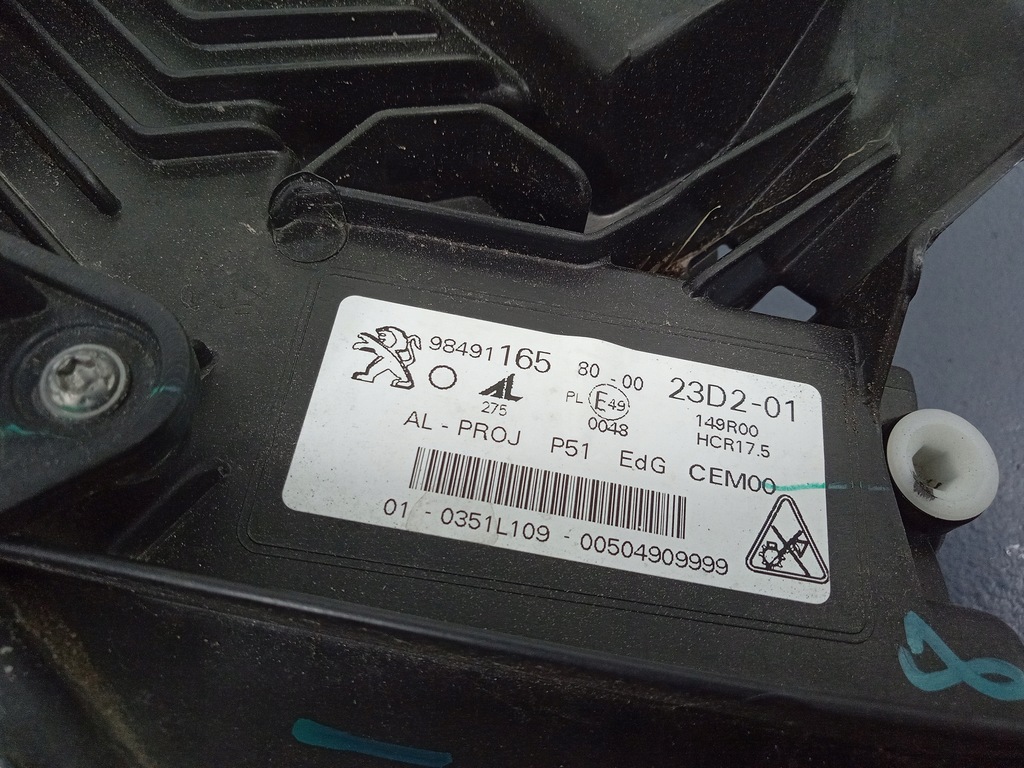 98491165 80-00 23D2-01
AL 275 PL E49 0048 149R00
HCR17.5
AL - PROJ P51 EdG CEM00
01 - 0351L109 - 00504909999
8